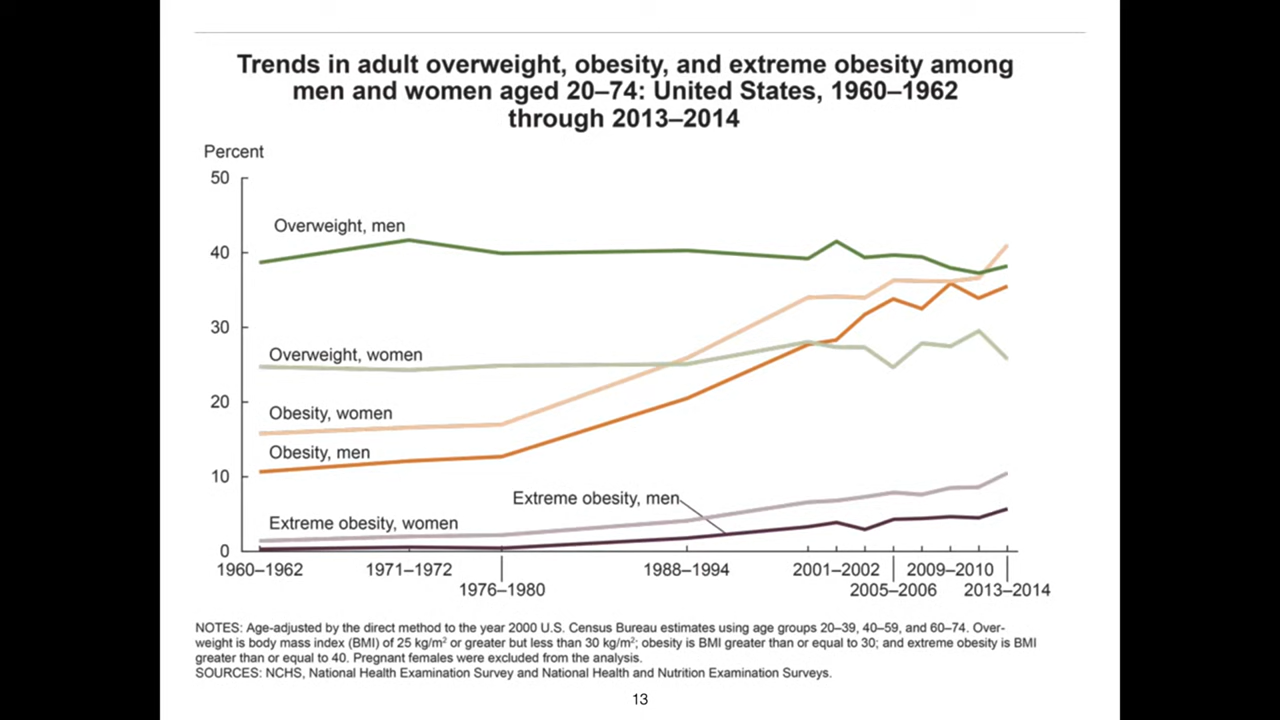 Trends in adult overweight, obesity, and extreme obesity among
men and women aged 20–74: United States, 1960–1962
through 2013–2014
Percent
50
Overweight, men
40
30
Overweight, women
20
Obesity, women
Obesity, men
10
Extreme obesity, men
Extreme obesity, women
0
1960–1962 1971–1972 1988–1994 2001–2002 2009–2010
1976–1980 2005–2006 2013–2014
NOTES: Age-adjusted by the direct method to the year 2000 U.S. Census Bureau estimates using age groups 20–39, 40–59, and 60–74. Over-
weight is body mass index (BMI) of 25 kg/m² or greater but less than 30 kg/m²; obesity is BMI greater than or equal to 30; and extreme obesity is BMI
greater than or equal to 40. Pregnant females were excluded from the analysis.
SOURCES: NCHS, National Health Examination Survey and National Health and Nutrition Examination Surveys.
13